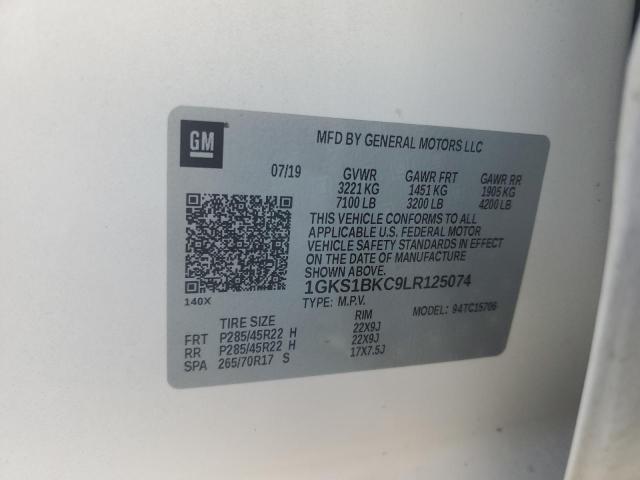 GM
MFD BY GENERAL MOTORS LLC
07/19 GVWR GAWR FRT GAWR RR
3221 KG 1451 KG 1905 KG
7100 LB 3200 LB 4200 LB
THIS VEHICLE CONFORMS TO ALL
APPLICABLE U.S. FEDERAL MOTOR
VEHICLE SAFETY STANDARDS IN EFFECT
ON THE DATE OF MANUFACTURE
SHOWN ABOVE.
1GKS1BKC9LR125074
140X
TYPE: M.P.V. MODEL: 94TC15706
TIRE SIZE RIM
FRT P285/45R22 H 22X9J
RR P285/45R22 H 22X9J
SPA 265/70R17 S 17X7.5J